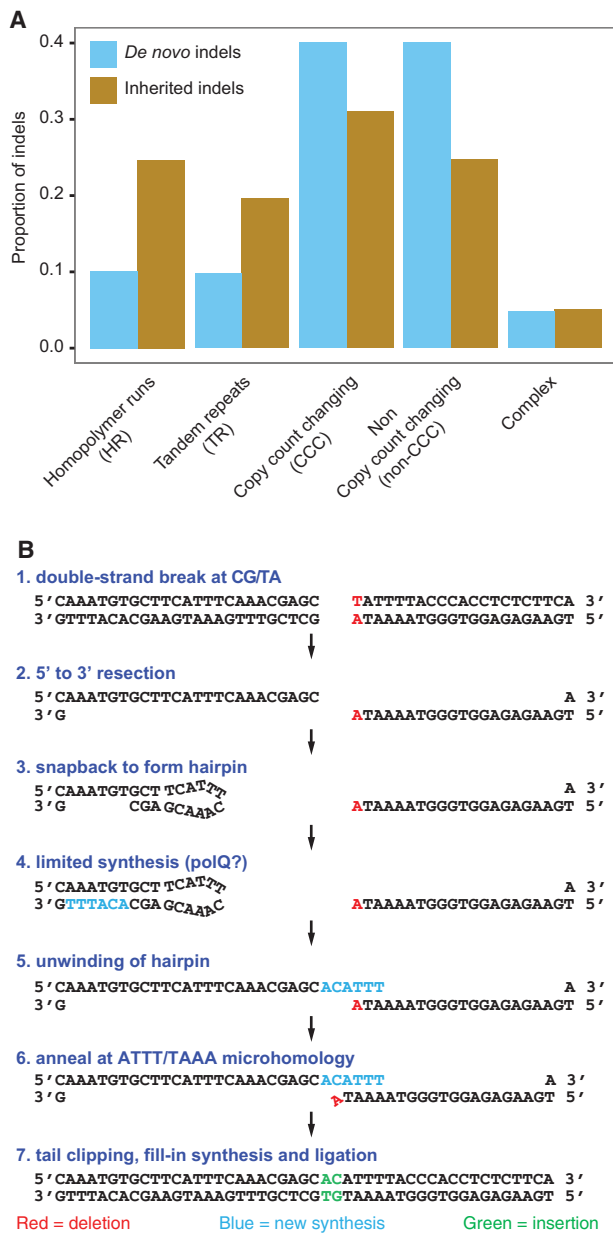 A
De novo indels
Inherited indels
Proportion of indels
0.4
0.3
0.2
0.1
0.0
Homopolymer runs
(HR)
Tandem repeats
(TR)
Copy count changing
(CCC)
Non
Copy count changing
(non-CCC)
Complex
B
1. double-strand break at CG/TA
5’CAAATGTGCTTCATTTCAAACGAGC TATTTTACCCACCTCTCTTCA 3’
3’GTTTACACGAAGTAAAGTTTGCTCG ATAAAATGGGTGGAGAGAAGT 5’
2. 5’ to 3’ resection
5’CAAATGTGCTTCATTTCAAACGAGC A 3’
3’G ATAAAATGGGTGGAGAGAAGT 5’
3. snapback to form hairpin
5’CAAATGTGCTTCATTT A 3’
3’G CGAGCAAAC ATAAAATGGGTGGAGAGAAGT 5’
4. limited synthesis (polQ?)
5’CAAATGTGCTTCATTT A 3’
3’GTTTACACGAGCAAAC ATAAAATGGGTGGAGAGAAGT 5’
5. unwinding of hairpin
5’CAAATGTGCTTCATTTCAAACGAGCACATTT A 3’
3’G ATAAAATGGGTGGAGAGAAGT 5’
6. anneal at ATTT/TAAA microhomology
5’CAAATGTGCTTCATTTCAAACGAGCACATTT A 3’
3’G ATAAAATGGGTGGAGAGAAGT 5’
7. tail clipping, fill-in synthesis and ligation
5’CAAATGTGCTTCATTTCAAACGAGCACATTTTACCCACCTCTCTTCA 3’
3’GTTTACACGAAGTAAAGTTTGCTCGTGTAAAATGGGTGGAGAGAAGT 5’
Red = deletion Blue = new synthesis Green = insertion